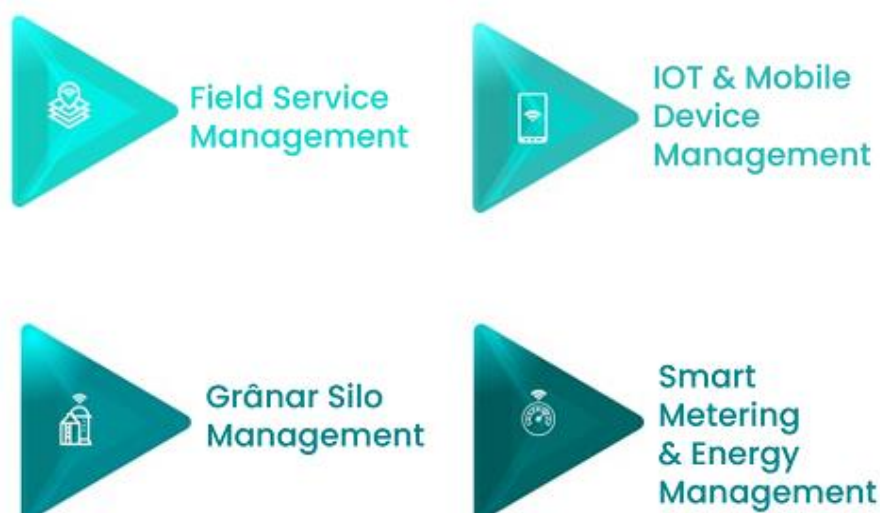 Field Service
Management
IOT & Mobile
Device
Management
Grânar Silo
Management
Smart
Metering
& Energy
Management